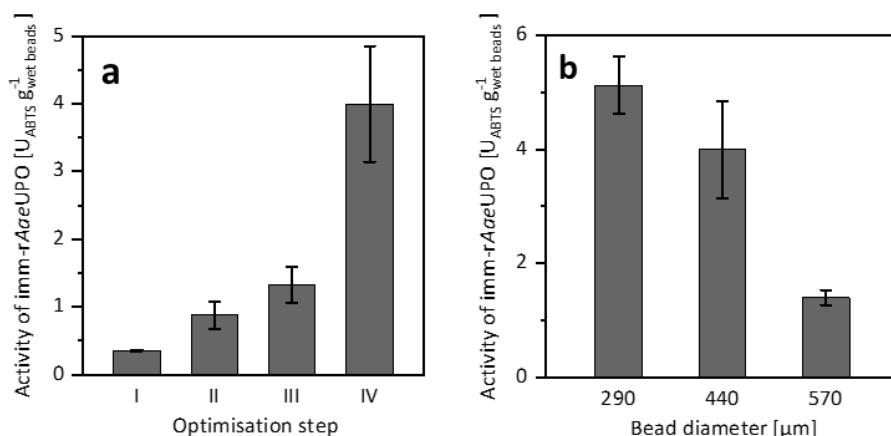 a
Activity of imm-rAaeUPO [U_ABTS g⁻¹_wet beads]
5
4
3
2
1
0
I II III IV
Optimisation step
b
Activity of imm-rAaeUPO [U_ABTS g⁻¹_wet beads]
6
4
2
0
290 440 570
Bead diameter [µm]